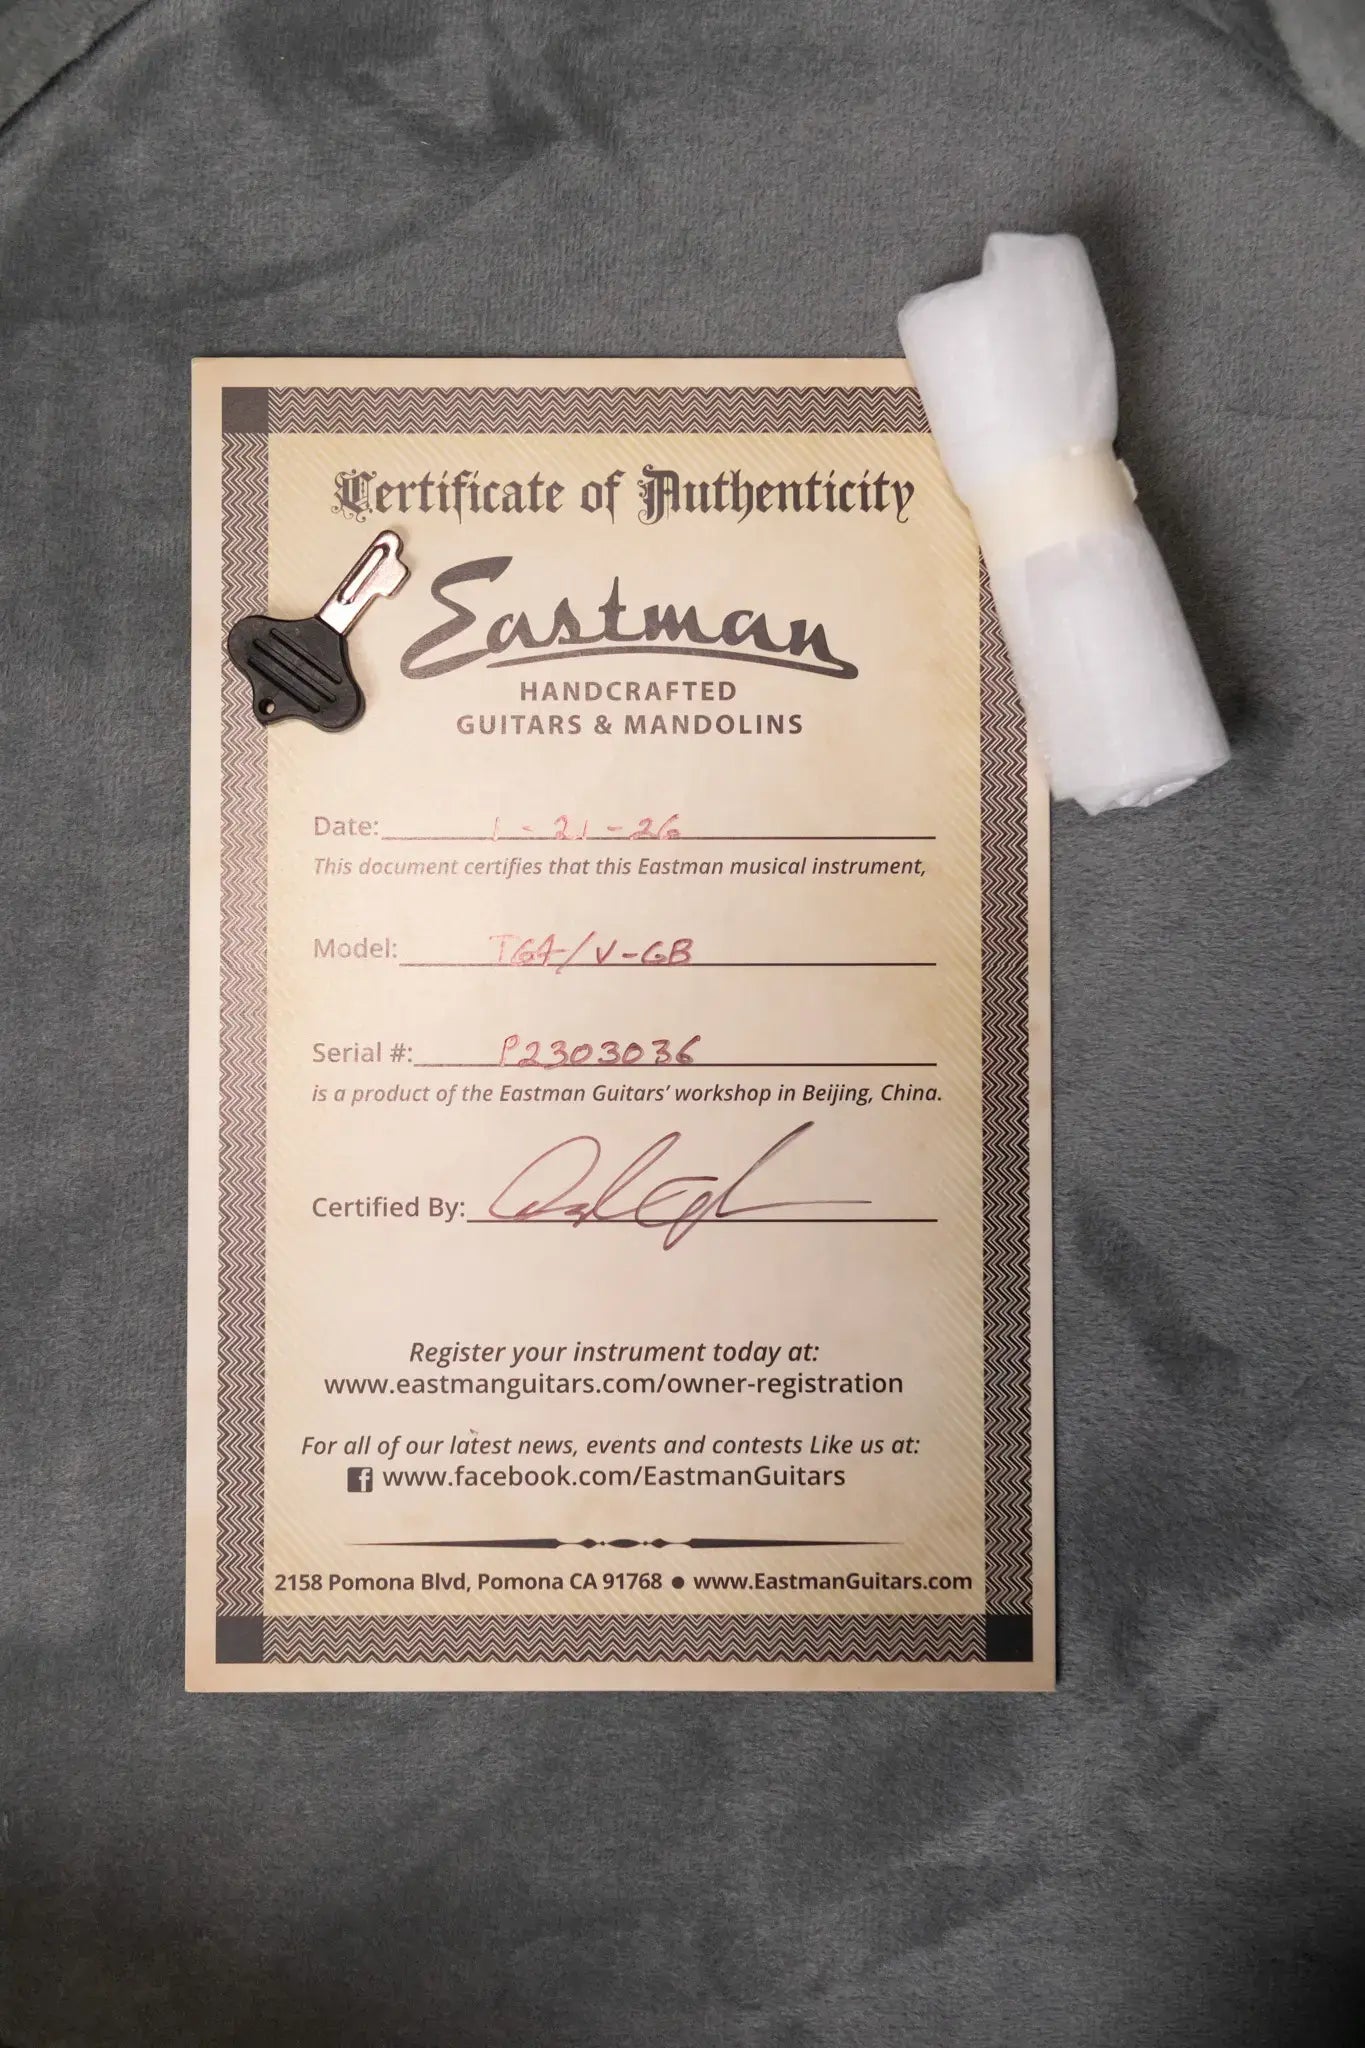 Certificate of Authenticity
Eastman
HANDCRAFTED
GUITARS & MANDOLINS
Date: 1-21-26
This document certifies that this Eastman musical instrument,
Model: T64/V-GB
Serial #: P2303036
is a product of the Eastman Guitars' workshop in Beijing, China.
Certified By:
Register your instrument today at:
www.eastmanguitars.com/owner-registration
For all of our latest news, events and contests Like us at:
f www.facebook.com/EastmanGuitars
2158 Pomona Blvd, Pomona CA 91768 ● www.EastmanGuitars.com